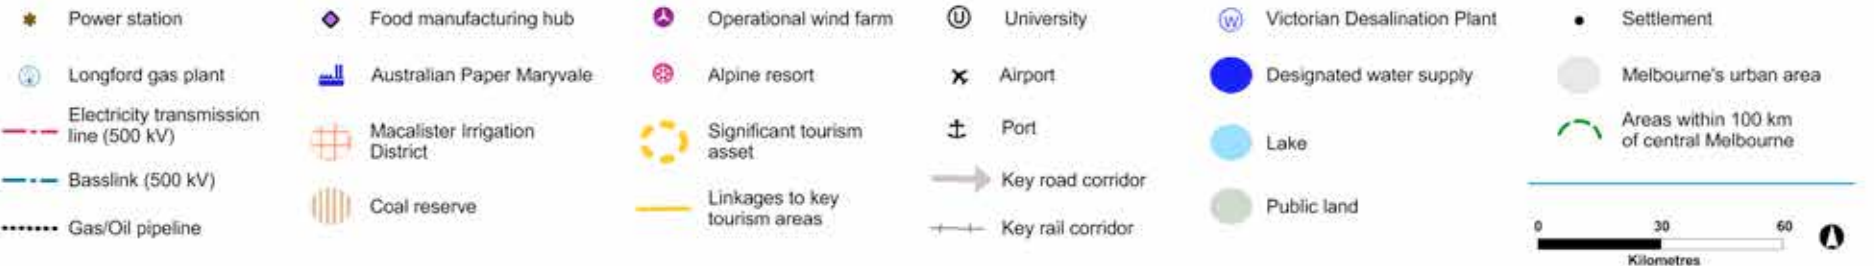 Power station
Longford gas plant
Electricity transmission
line (500 kV)
Basslink (500 kV)
Gas/Oil pipeline
Food manufacturing hub
Australian Paper Maryvale
Macalister Irrigation
District
Coal reserve
Operational wind farm
Alpine resort
Significant tourism
asset
Linkages to key
tourism areas
U University
Airport
Port
Key road corridor
Key rail corridor
W Victorian Desalination Plant
Designated water supply
Lake
Public land
Settlement
Melbourne's urban area
Areas within 100 km
of central Melbourne
0 30 60
Kilometres